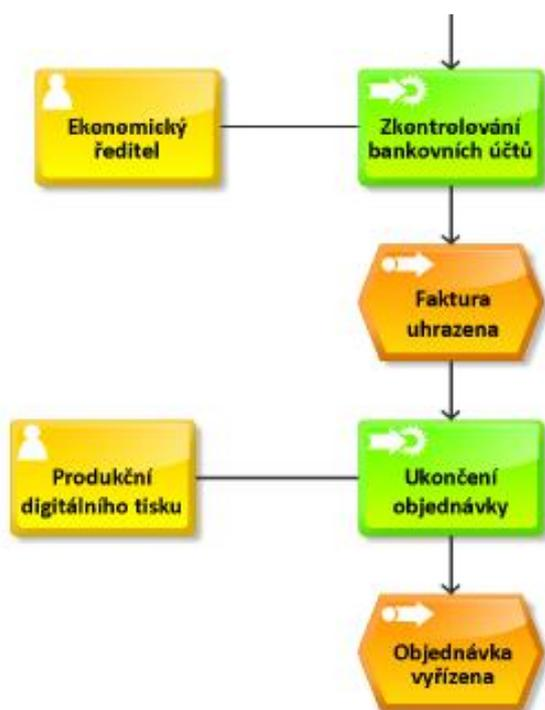 Ekonomický
ředitel
Zkontrolování
bankovních účtů
Faktura
uhrazena
Produkční
digitálního tisku
Ukončení
objednávky
Objednávka
vyřízena